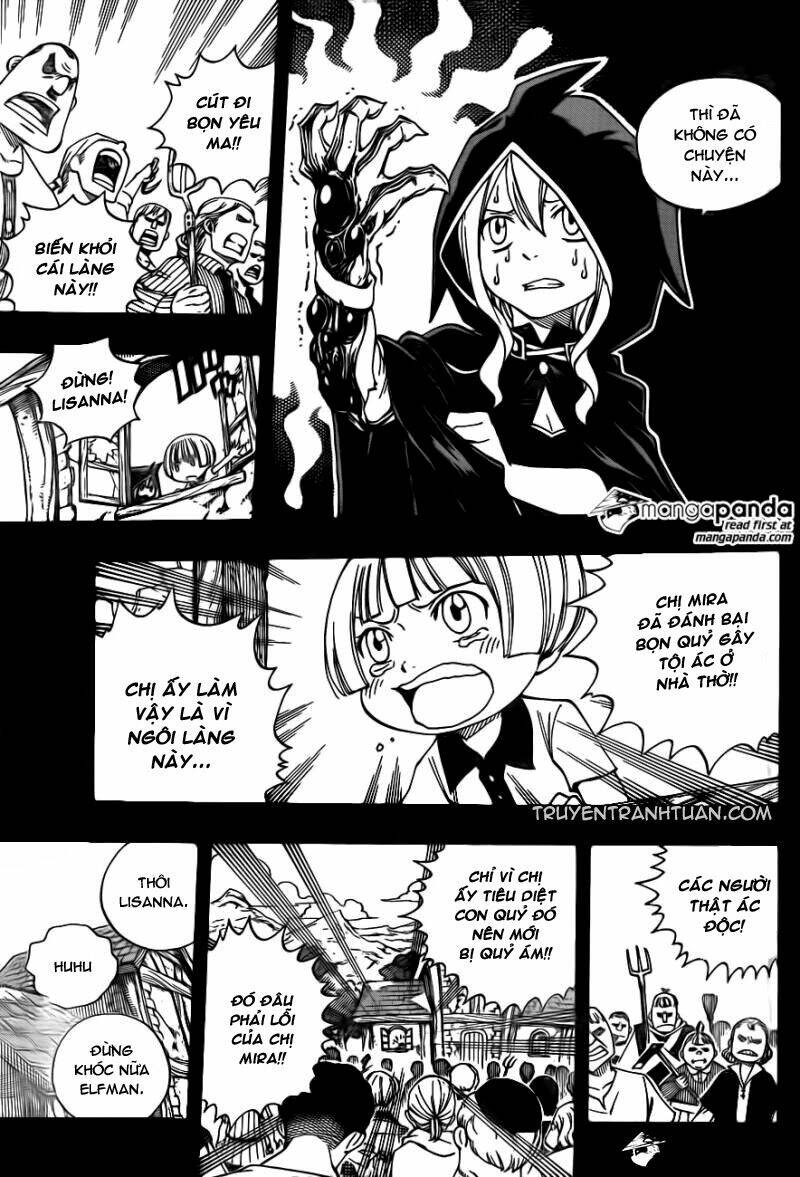 THÌ ĐÃ
KHÔNG CÓ
CHUYỆN
NÀY...
CÚT ĐI
BỌN YÊU
MA!!
BIẾN KHỎI
CÁI LÀNG
NÀY!!
ĐỪNG!
LISANNA!
mangapanda
read first at
mangapanda.com
CHỊ MIRA
ĐÃ ĐÁNH BẠI
BỌN QUỶ GÂY
TỘI ÁC Ở
NHÀ THỜ!!
CHỊ ẤY LÀM
VẬY LÀ VÌ
NGÔI LÀNG
NÀY...
TRUYENTRANHTUAN.COM
CÁC NGƯỜI
THẬT ÁC
ĐỘC!
CHỈ VÌ CHỊ
ẤY TIÊU DIỆT
CON QUỶ ĐÓ
NÊN MỚI
BỊ QUỶ ÁM!!
ĐÓ ĐÂU
PHẢI LỖI
CỦA CHỊ
MIRA!!
THÔI
LISANNA.
HUHU
ĐỪNG
KHÓC NỮA
ELFMAN.
mangapanda